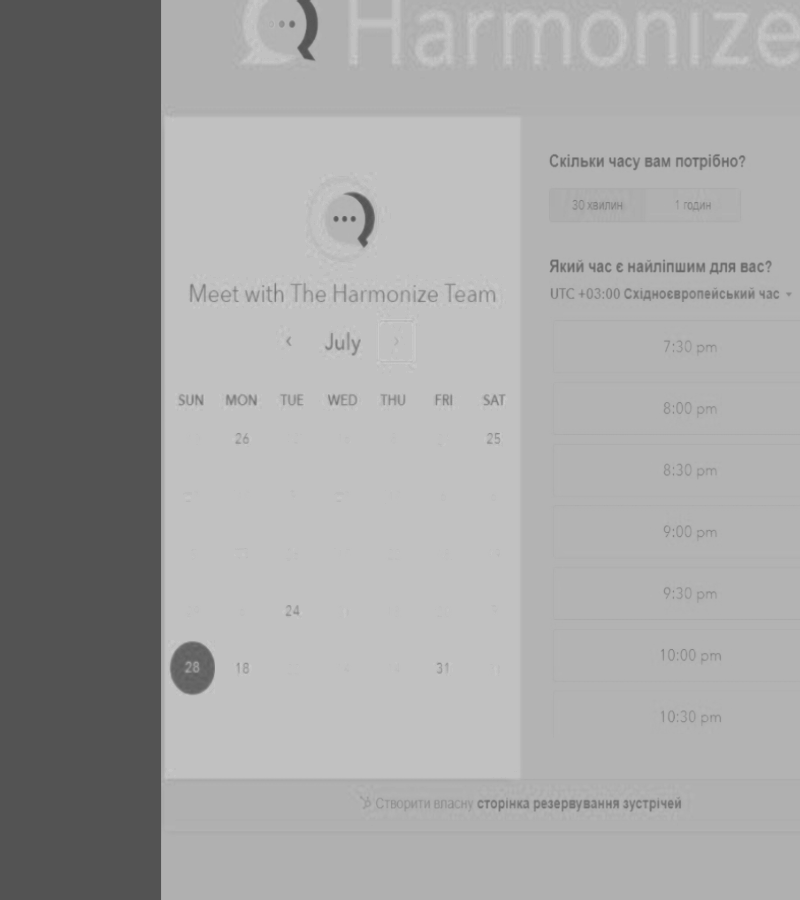 Harmonize
Meet with The Harmonize Team
‹ July ›
SUN MON TUE WED THU FRI SAT
26 25
24
28 18 31
Скільки часу вам потрібно?
30 хвилин 1 годин
Який час є найліпшим для вас?
UTC +03:00 Східноєвропейський час
7:30 pm
8:00 pm
8:30 pm
9:00 pm
9:30 pm
10:00 pm
10:30 pm
Створити власну сторінка резервування зустрічей